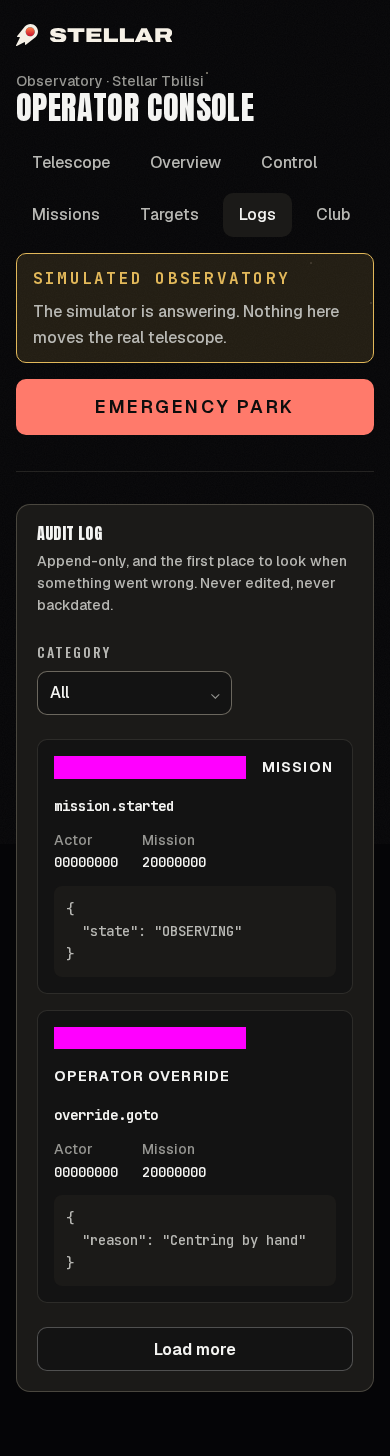 STELLAR
Observatory · Stellar Tbilisi
OPERATOR CONSOLE
Telescope Overview Control
Missions Targets Logs Club
SIMULATED OBSERVATORY
The simulator is answering. Nothing here
moves the real telescope.
EMERGENCY PARK
AUDIT LOG
Append-only, and the first place to look when
something went wrong. Never edited, never
backdated.
CATEGORY
All
MISSION
mission.started
Actor Mission
00000000 20000000
{
"state": "OBSERVING"
}
OPERATOR OVERRIDE
override.goto
Actor Mission
00000000 20000000
{
"reason": "Centring by hand"
}
Load more